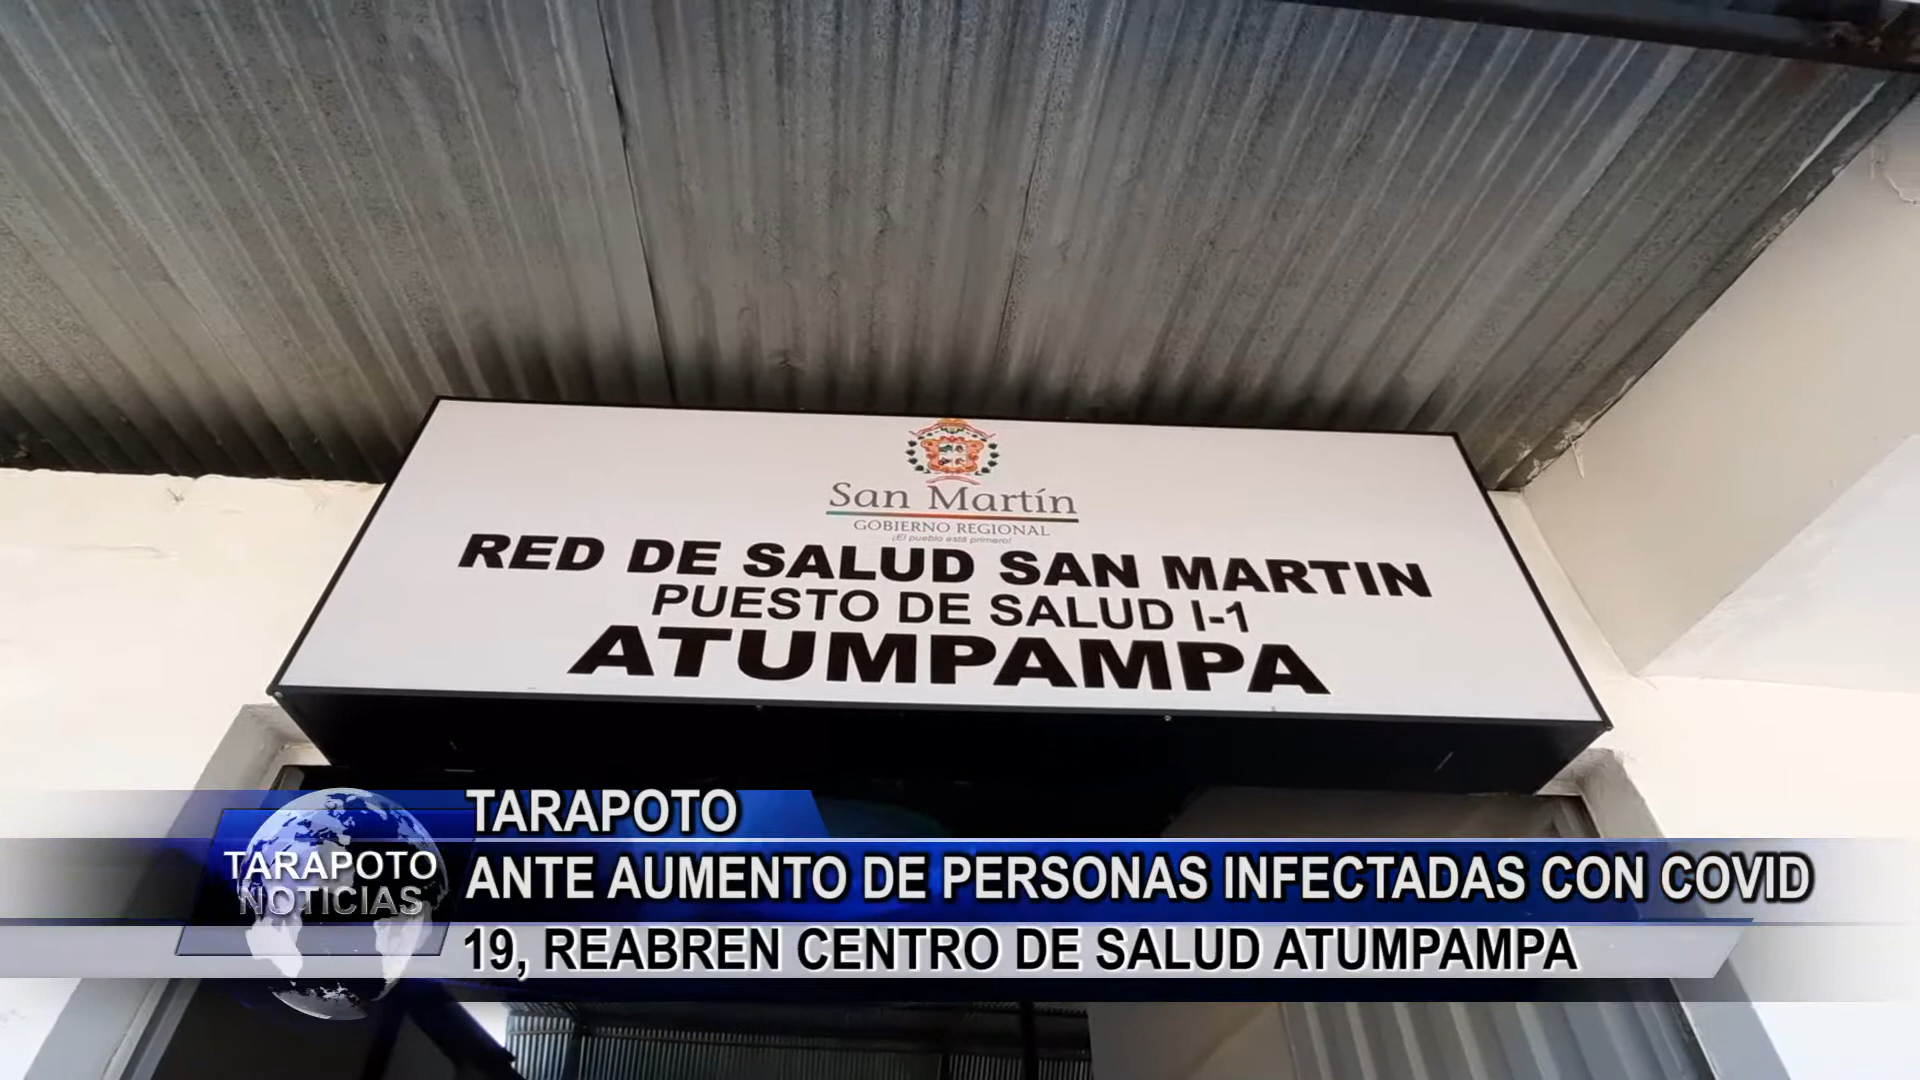 San Martín
GOBIERNO REGIONAL
¡El pueblo está primero!
RED DE SALUD SAN MARTIN
PUESTO DE SALUD I-1
ATUMPAMPA
TARAPOTO
TARAPOTO
NOTICIAS
ANTE AUMENTO DE PERSONAS INFECTADAS CON COVID
19, REABREN CENTRO DE SALUD ATUMPAMPA